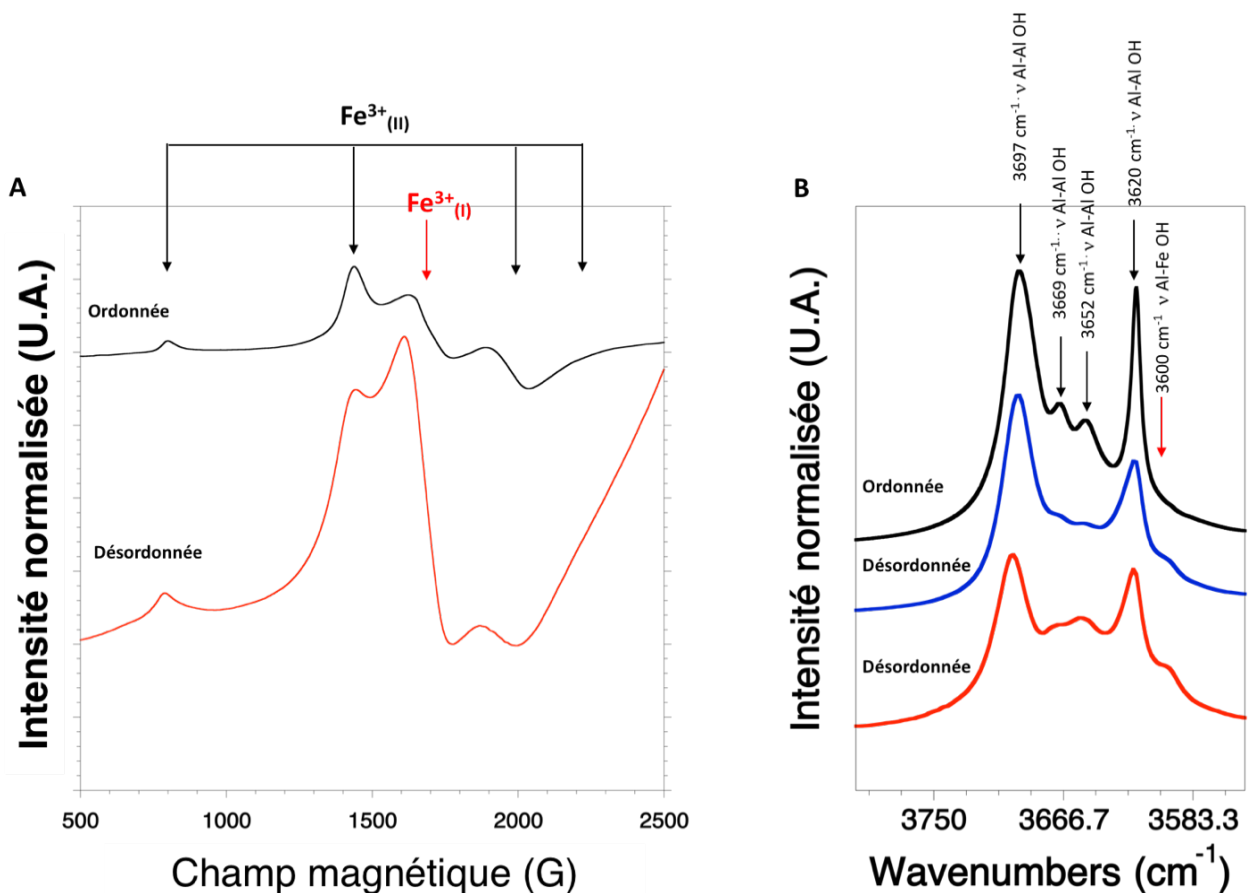 A
Fe³⁺(II)
Fe³⁺(I)
Ordonnée
Désordonnée
Intensité normalisée (U.A.)
500 1000 1500 2000 2500
Champ magnétique (G)
B
3697 cm⁻¹·· ν Al-Al OH
3669 cm⁻¹·· ν Al-Al OH
3652 cm⁻¹· ν Al-Al OH
3620 cm⁻¹· ν Al-Al OH
3600 cm⁻¹ ν Al-Fe OH
Ordonnée
Désordonnée
Désordonnée
Intensité normalisée (U.A.)
3750 3666.7 3583.3
Wavenumbers (cm⁻¹)